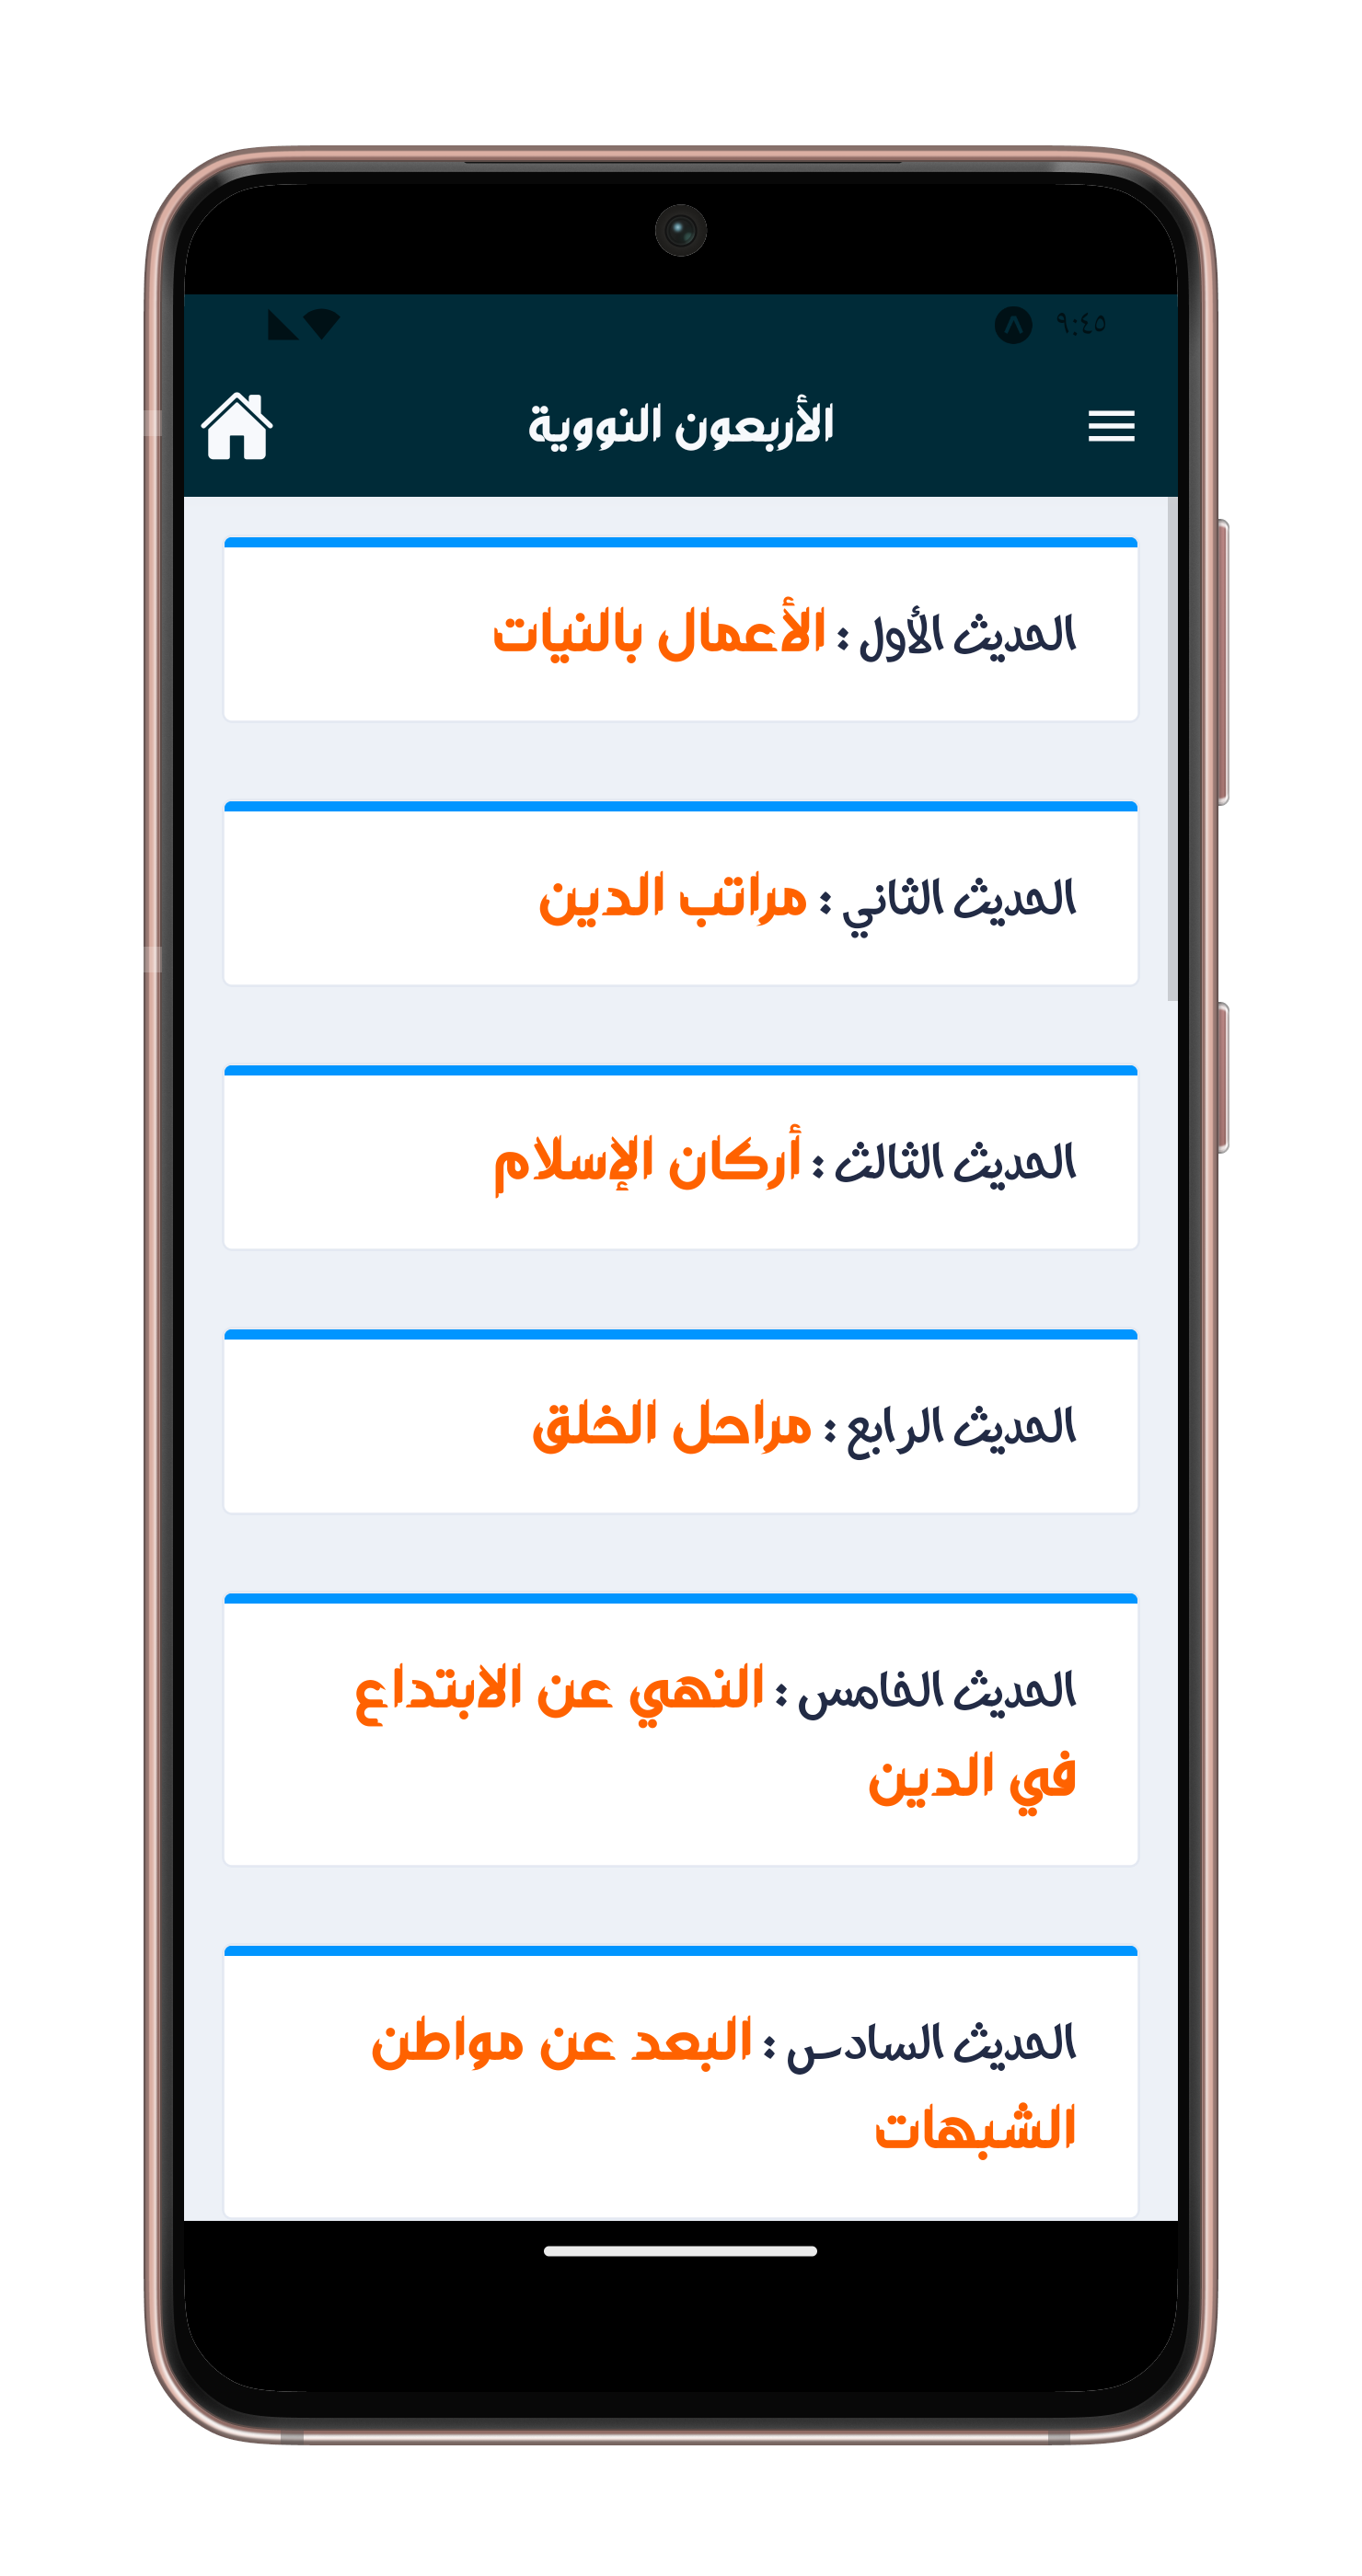 ٩:٤٥
الأربعون النووية
الحديث الأول : الأعمال بالنيات
الحديث الثاني : مراتب الدين
الحديث الثالث : أركان الإسلام
الحديث الرابع : مراحل الخلق
الحديث الخامس : النهي عن الابتداع
في الدين
الحديث السادس : البعد عن مواطن
الشبهات